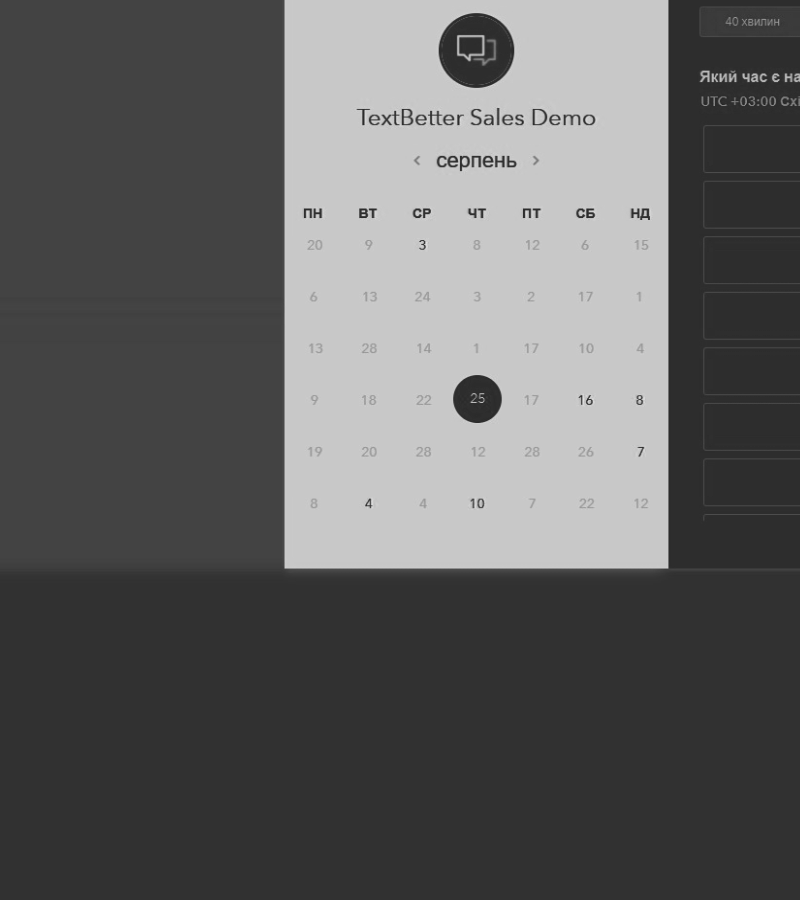 40 хвилин
Який час є на
UTC +03:00 Схі
TextBetter Sales Demo
серпень
ПН ВТ СР ЧТ ПТ СБ НД
20 9 3 8 12 6 15
6 13 24 3 2 17 1
13 28 14 1 17 10 4
9 18 22 25 17 16 8
19 20 28 12 28 26 7
8 4 4 10 7 22 12